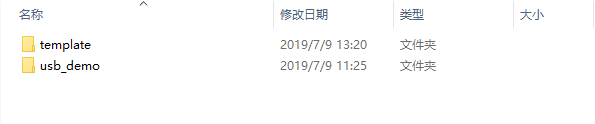 名称 修改日期 类型 大小
template 2019/7/9 13:20 文件夹
usb_demo 2019/7/9 11:25 文件夹